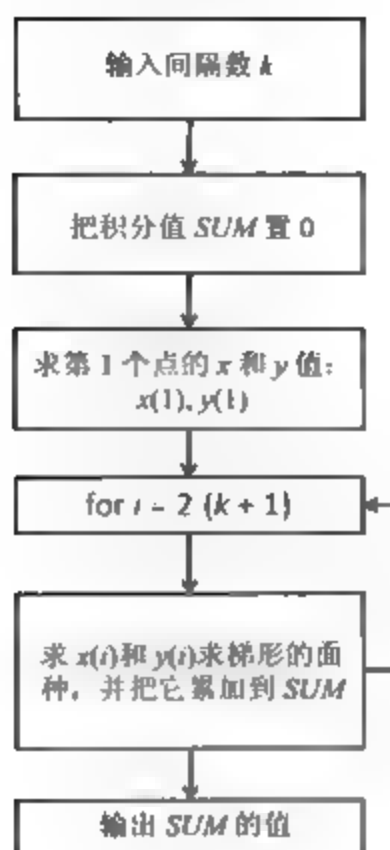 输入间隔数 k
把积分值 SUM 置 0
求第 1 个点的 x 和 y 值：
x(1), y(1)
for i = 2 (k + 1)
求 x(i)和 y(i)求梯形的面
种，并把它累加到 SUM
输出 SUM 的值